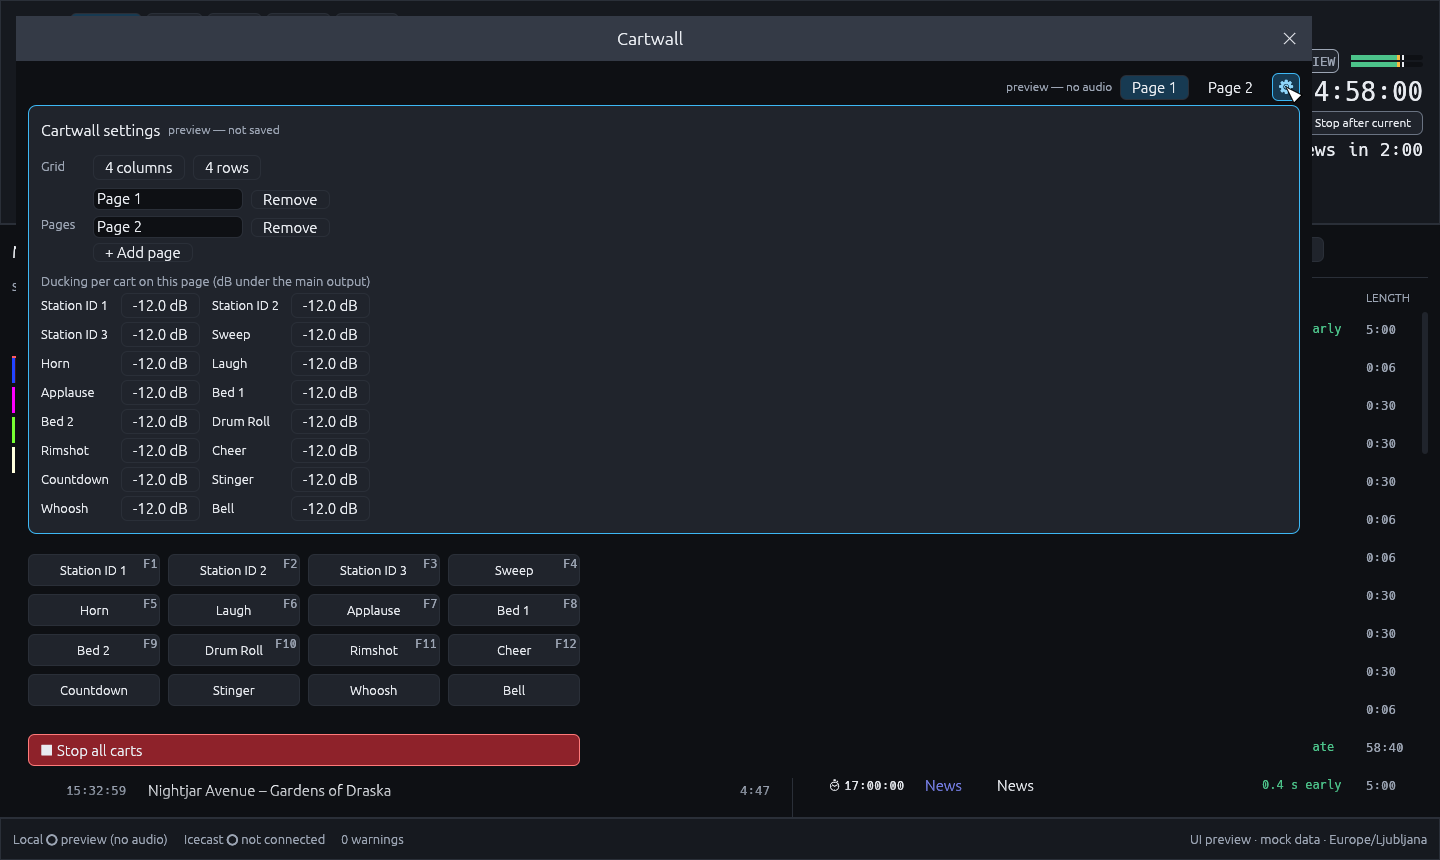 Cartwall
IEW
preview — no audio
Page 1
Page 2
4:58:00
Stop after current
ews in 2:00
Cartwall settings
preview — not saved
Grid
4 columns
4 rows
Page 1
Remove
Pages
Page 2
Remove
+ Add page
Ducking per cart on this page (dB under the main output)
Station ID 1 -12.0 dB Station ID 2 -12.0 dB
Station ID 3 -12.0 dB Sweep -12.0 dB
Horn -12.0 dB Laugh -12.0 dB
Applause -12.0 dB Bed 1 -12.0 dB
Bed 2 -12.0 dB Drum Roll -12.0 dB
Rimshot -12.0 dB Cheer -12.0 dB
Countdown -12.0 dB Stinger -12.0 dB
Whoosh -12.0 dB Bell -12.0 dB
LENGTH
arly 5:00
0:06
0:30
0:30
0:30
0:06
0:06
0:30
0:30
0:30
0:06
ate 58:40
Station ID 1 F1 Station ID 2 F2 Station ID 3 F3 Sweep F4
Horn F5 Laugh F6 Applause F7 Bed 1 F8
Bed 2 F9 Drum Roll F10 Rimshot F11 Cheer F12
Countdown Stinger Whoosh Bell
Stop all carts
15:32:59 Nightjar Avenue – Gardens of Draska 4:47
17:00:00 News News 0.4 s early 5:00
Local preview (no audio) Icecast not connected 0 warnings
UI preview · mock data · Europe/Ljubljana